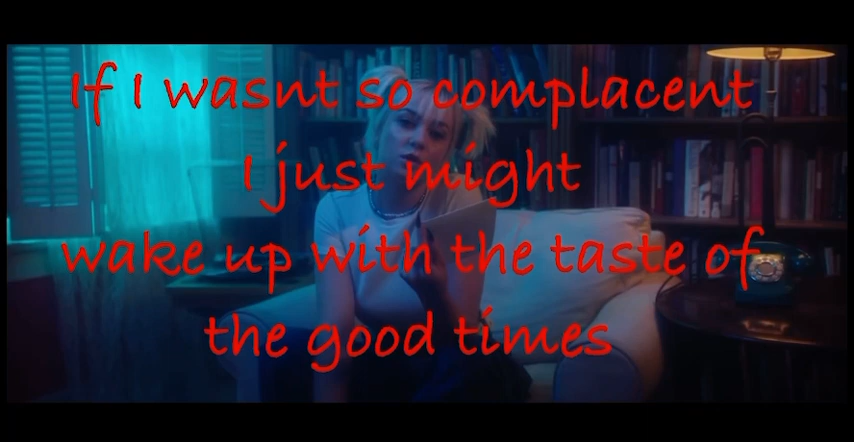 If I wasnt so complacent
I just might
wake up with the taste of
the good times